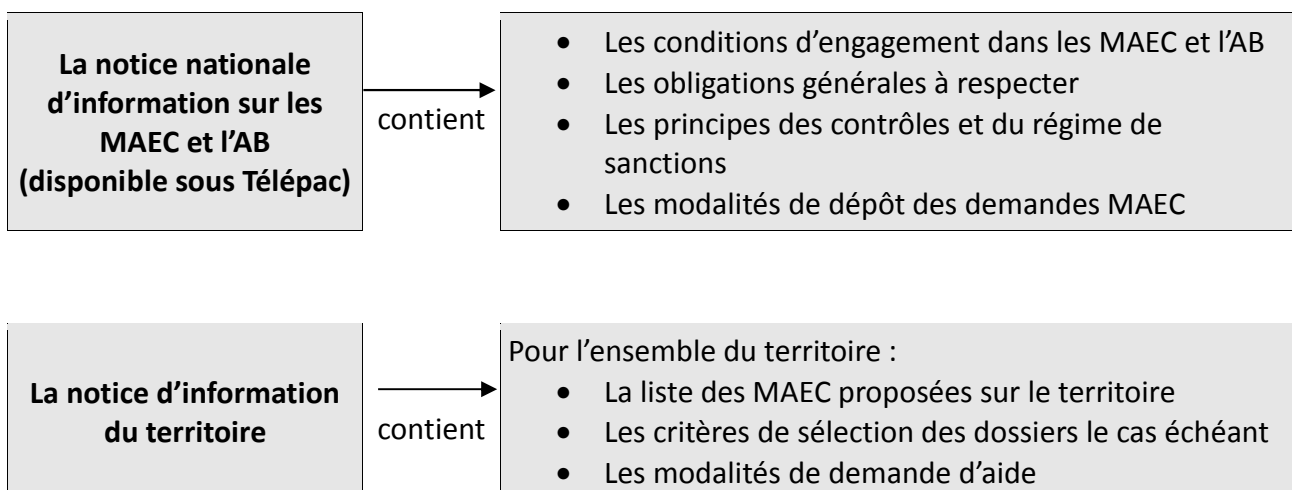 La notice nationale
d’information sur les
MAEC et l’AB
(disponible sous Télépac)
contient
• Les conditions d’engagement dans les MAEC et l’AB
• Les obligations générales à respecter
• Les principes des contrôles et du régime de
sanctions
• Les modalités de dépôt des demandes MAEC
La notice d’information
du territoire
contient
Pour l’ensemble du territoire :
• La liste des MAEC proposées sur le territoire
• Les critères de sélection des dossiers le cas échéant
• Les modalités de demande d’aide